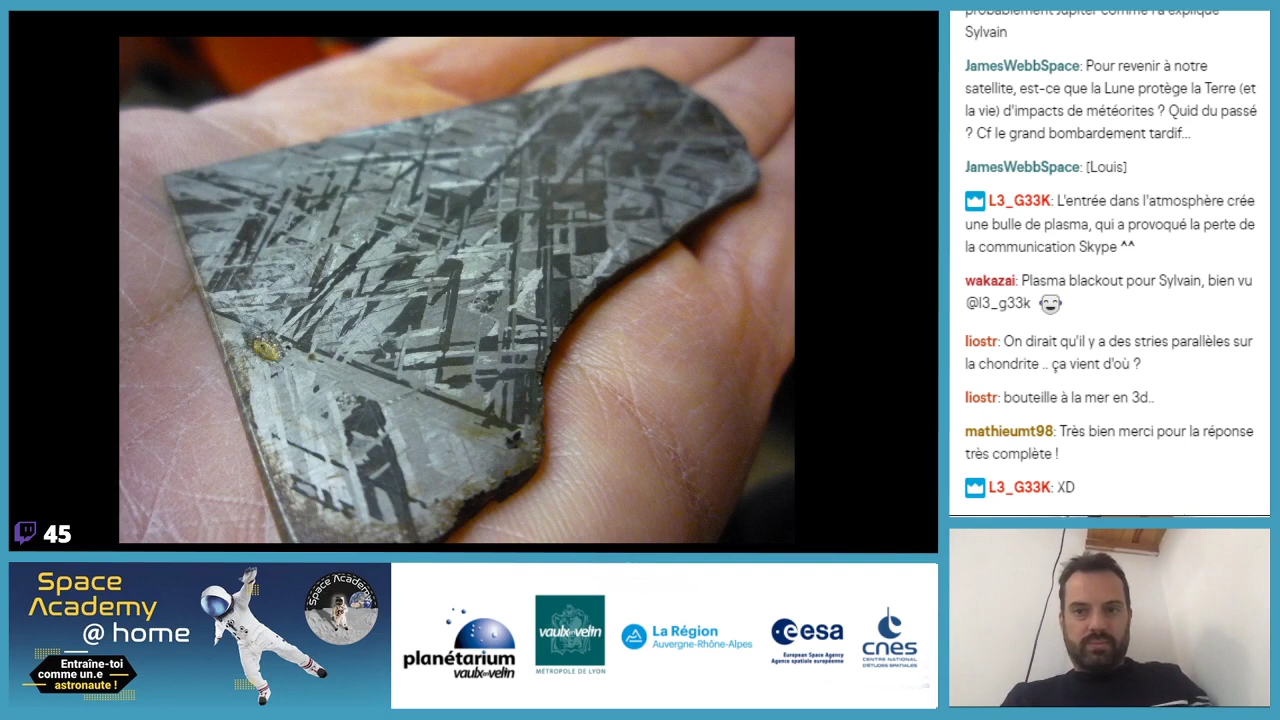 probablement Jupiter comme l'a expliqué
Sylvain
JamesWebbSpace: Pour revenir à notre
satellite, est-ce que la Lune protège la Terre (et
la vie) d'impacts de météorites ? Quid du passé
? Cf le grand bombardement tardif...
JamesWebbSpace: [Louis]
L3_G33K: L'entrée dans l'atmosphère crée
une bulle de plasma, qui a provoqué la perte de
la communication Skype ^^
wakazai: Plasma blackout pour Sylvain, bien vu
@l3_g33k
liostr: On dirait qu'il y a des stries parallèles sur
la chondrite .. ça vient d'où ?
liostr: bouteille à la mer en 3d..
mathieumt98: Très bien merci pour la réponse
très complète !
L3_G33K: XD
45
Space
Academy
@ home
Entraîne-toi
comme un.e
astronaute !
Space Academy
planétarium
vaulx en velin
vaulx en velin
MÉTROPOLE DE LYON
La Région
Auvergne-Rhône-Alpes
esa
European Space Agency
Agence spatiale européenne
cnes
CENTRE NATIONAL
D'ÉTUDES SPATIALES